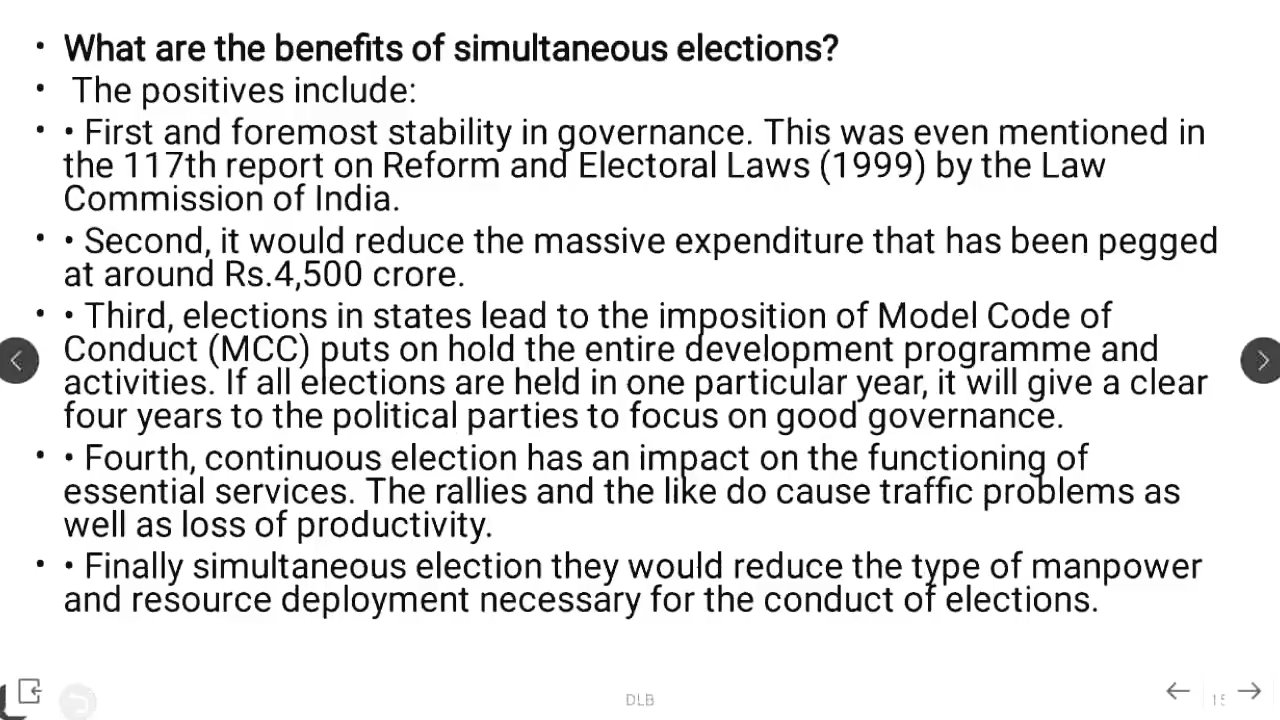 • What are the benefits of simultaneous elections?
• The positives include:
• • First and foremost stability in governance. This was even mentioned in
the 117th report on Reform and Electoral Laws (1999) by the Law
Commission of India.
• • Second, it would reduce the massive expenditure that has been pegged
at around Rs.4,500 crore.
• • Third, elections in states lead to the imposition of Model Code of
Conduct (MCC) puts on hold the entire development programme and
activities. If all elections are held in one particular year, it will give a clear
four years to the political parties to focus on good governance.
• • Fourth, continuous election has an impact on the functioning of
essential services. The rallies and the like do cause traffic problems as
well as loss of productivity.
• • Finally simultaneous election they would reduce the type of manpower
and resource deployment necessary for the conduct of elections.
DLB